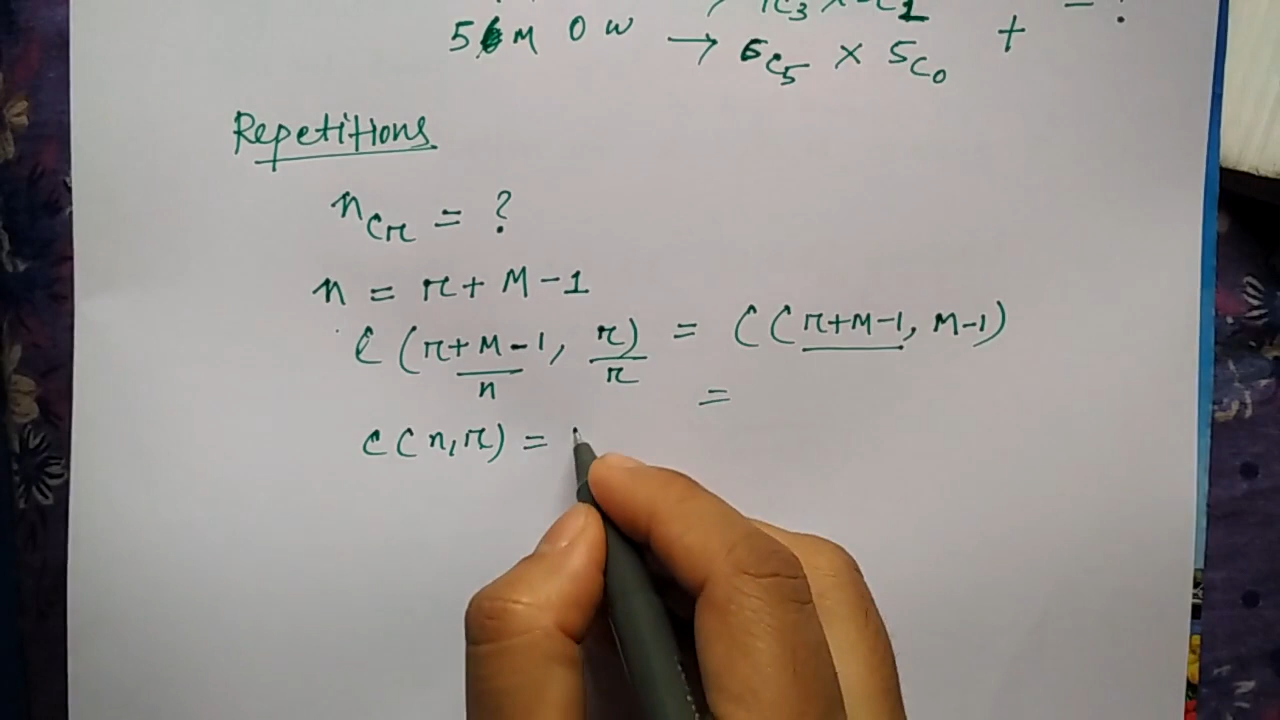 5 M 0 W → 6C5 × 5C0 +
Repetitions
nCr = ?
n = r + M - 1
C (r+M-1, r) = C (r+M-1, M-1)
n r =
C (n, r) =